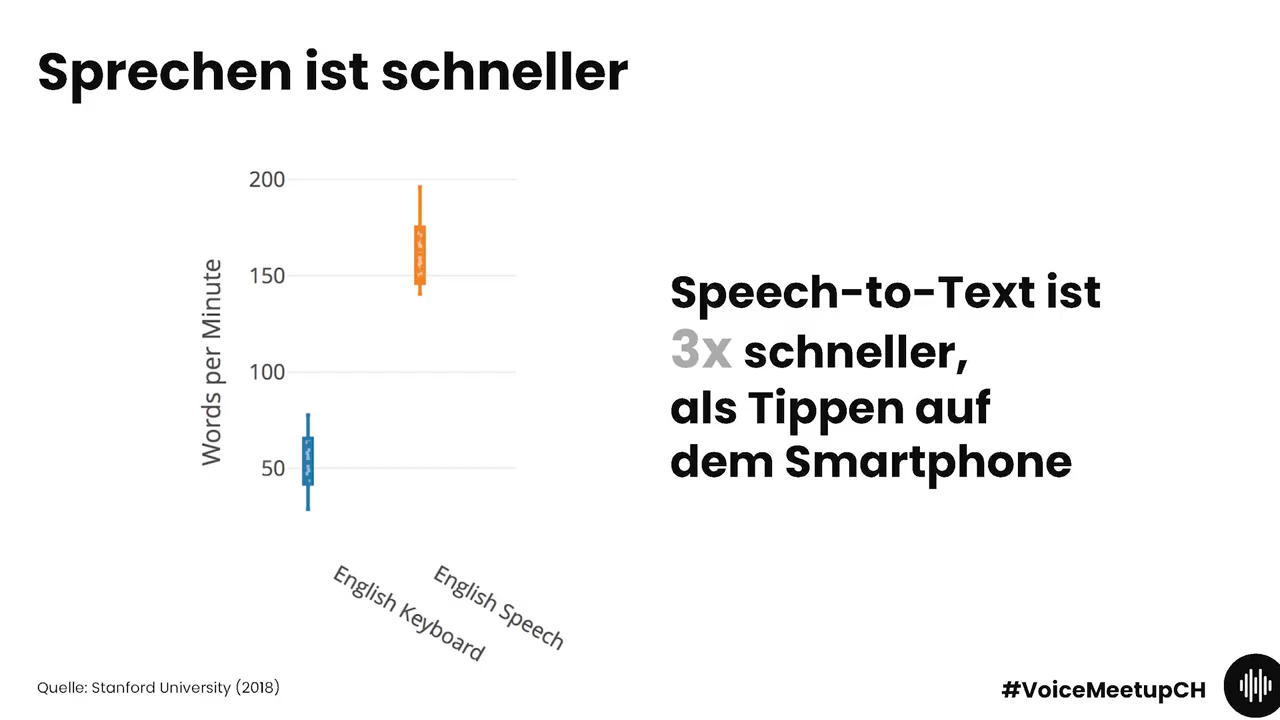 Sprechen ist schneller
200
150
100
50
Words per Minute
English Keyboard
English Speech
Speech-to-Text ist
3x schneller,
als Tippen auf
dem Smartphone
Quelle: Stanford University (2018)
#VoiceMeetupCH